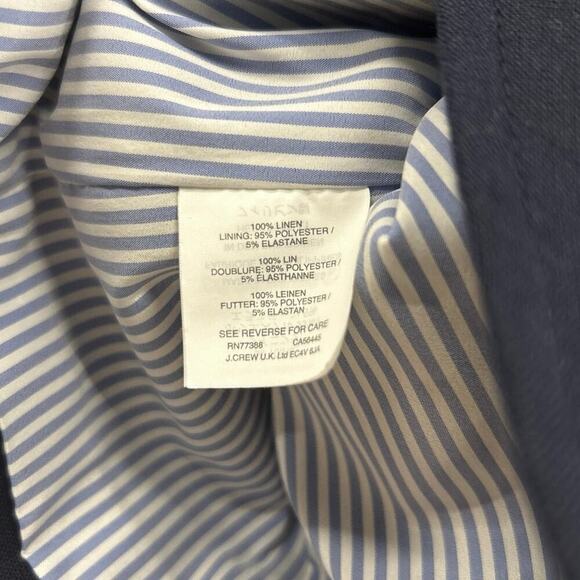 100% LINEN
LINING: 95% POLYESTER /
5% ELASTANE
100% LIN
DOUBLURE: 95% POLYESTER /
5% ELASTHANNE
100% LEINEN
FUTTER: 95% POLYESTER /
5% ELASTAN
SEE REVERSE FOR CARE
RN77388 CA56445
J.CREW U.K. Ltd EC4V 6JA